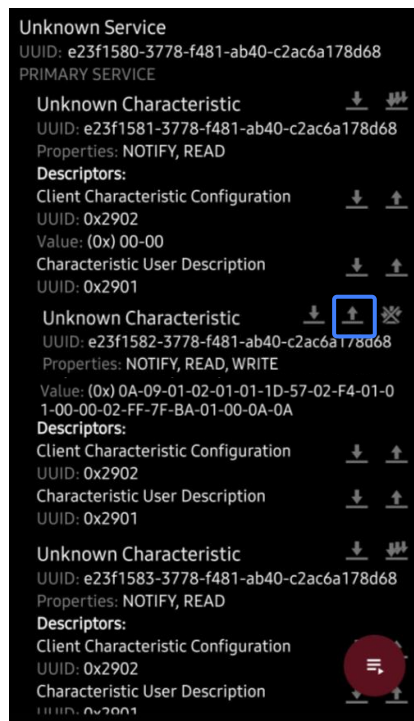 Unknown Service
UUID: e23f1580-3778-f481-ab40-c2ac6a178d68
PRIMARY SERVICE
Unknown Characteristic
UUID: e23f1581-3778-f481-ab40-c2ac6a178d68
Properties: NOTIFY, READ
Descriptors:
Client Characteristic Configuration
UUID: 0x2902
Value: (0x) 00-00
Characteristic User Description
UUID: 0x2901
Unknown Characteristic
UUID: e23f1582-3778-f481-ab40-c2ac6a178d68
Properties: NOTIFY, READ, WRITE
Value: (0x) 0A-09-01-02-01-01-1D-57-02-F4-01-0
1-00-00-02-FF-7F-BA-01-00-0A-0A
Descriptors:
Client Characteristic Configuration
UUID: 0x2902
Characteristic User Description
UUID: 0x2901
Unknown Characteristic
UUID: e23f1583-3778-f481-ab40-c2ac6a178d68
Properties: NOTIFY, READ
Descriptors:
Client Characteristic Configuration
UUID: 0x2902
Characteristic User Description
UUID: 0x2901